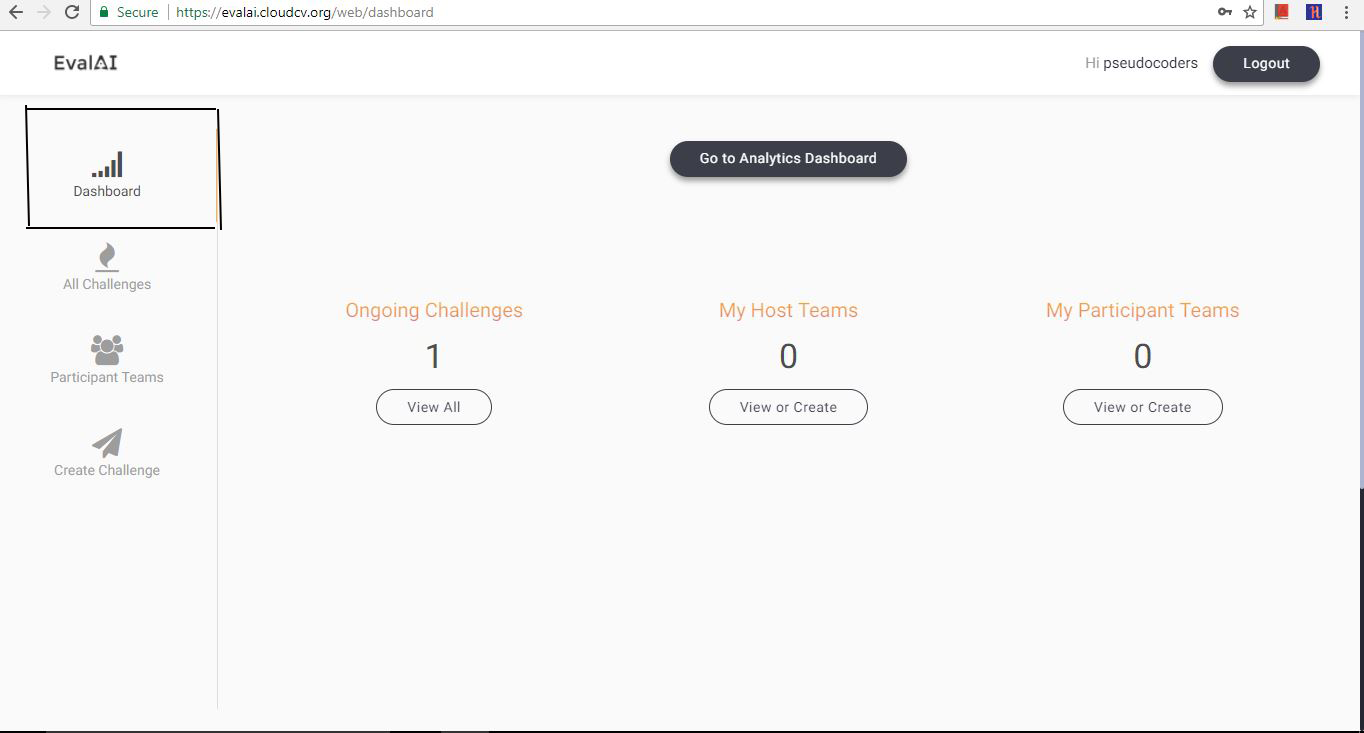 Secure https://evalai.cloudcv.org/web/dashboard
EvalAI
Hi pseudocoders Logout
Dashboard
Go to Analytics Dashboard
All Challenges
Participant Teams
Create Challenge
Ongoing Challenges
1
View All
My Host Teams
0
View or Create
My Participant Teams
0
View or Create